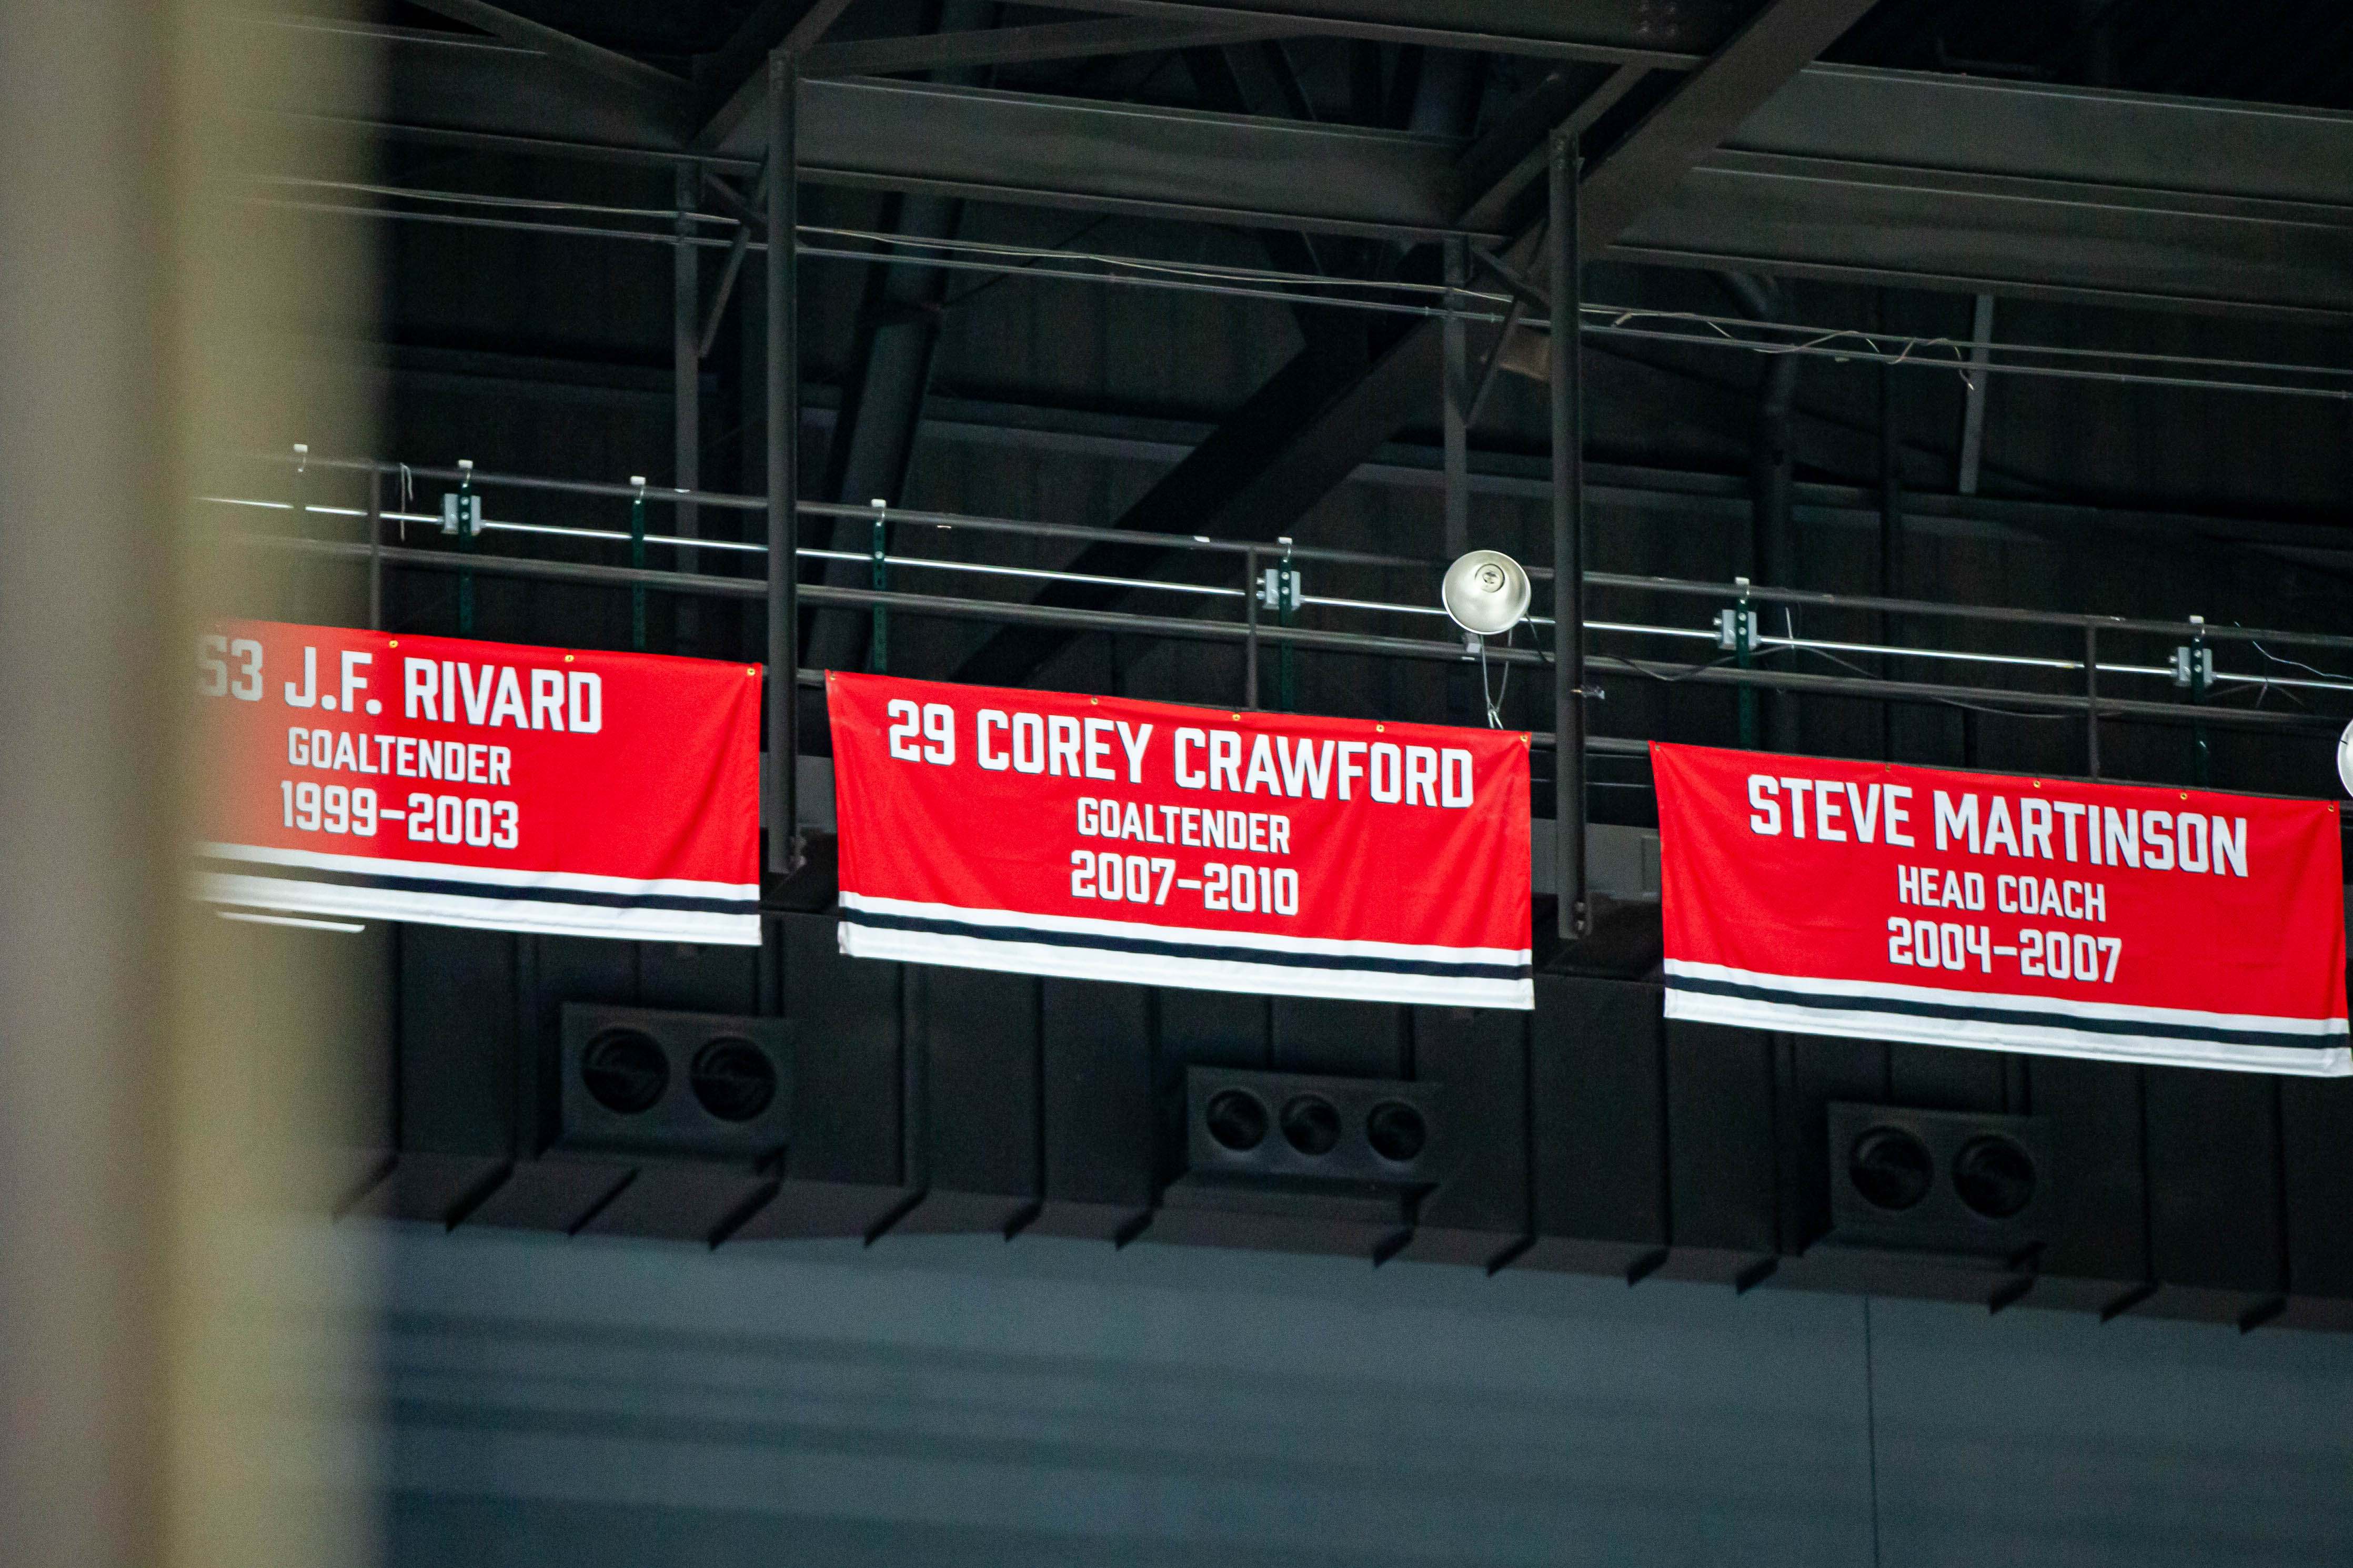 53 J.F. RIVARD
GOALTENDER
1999–2003
29 COREY CRAWFORD
GOALTENDER
2007–2010
STEVE MARTINSON
HEAD COACH
2004–2007